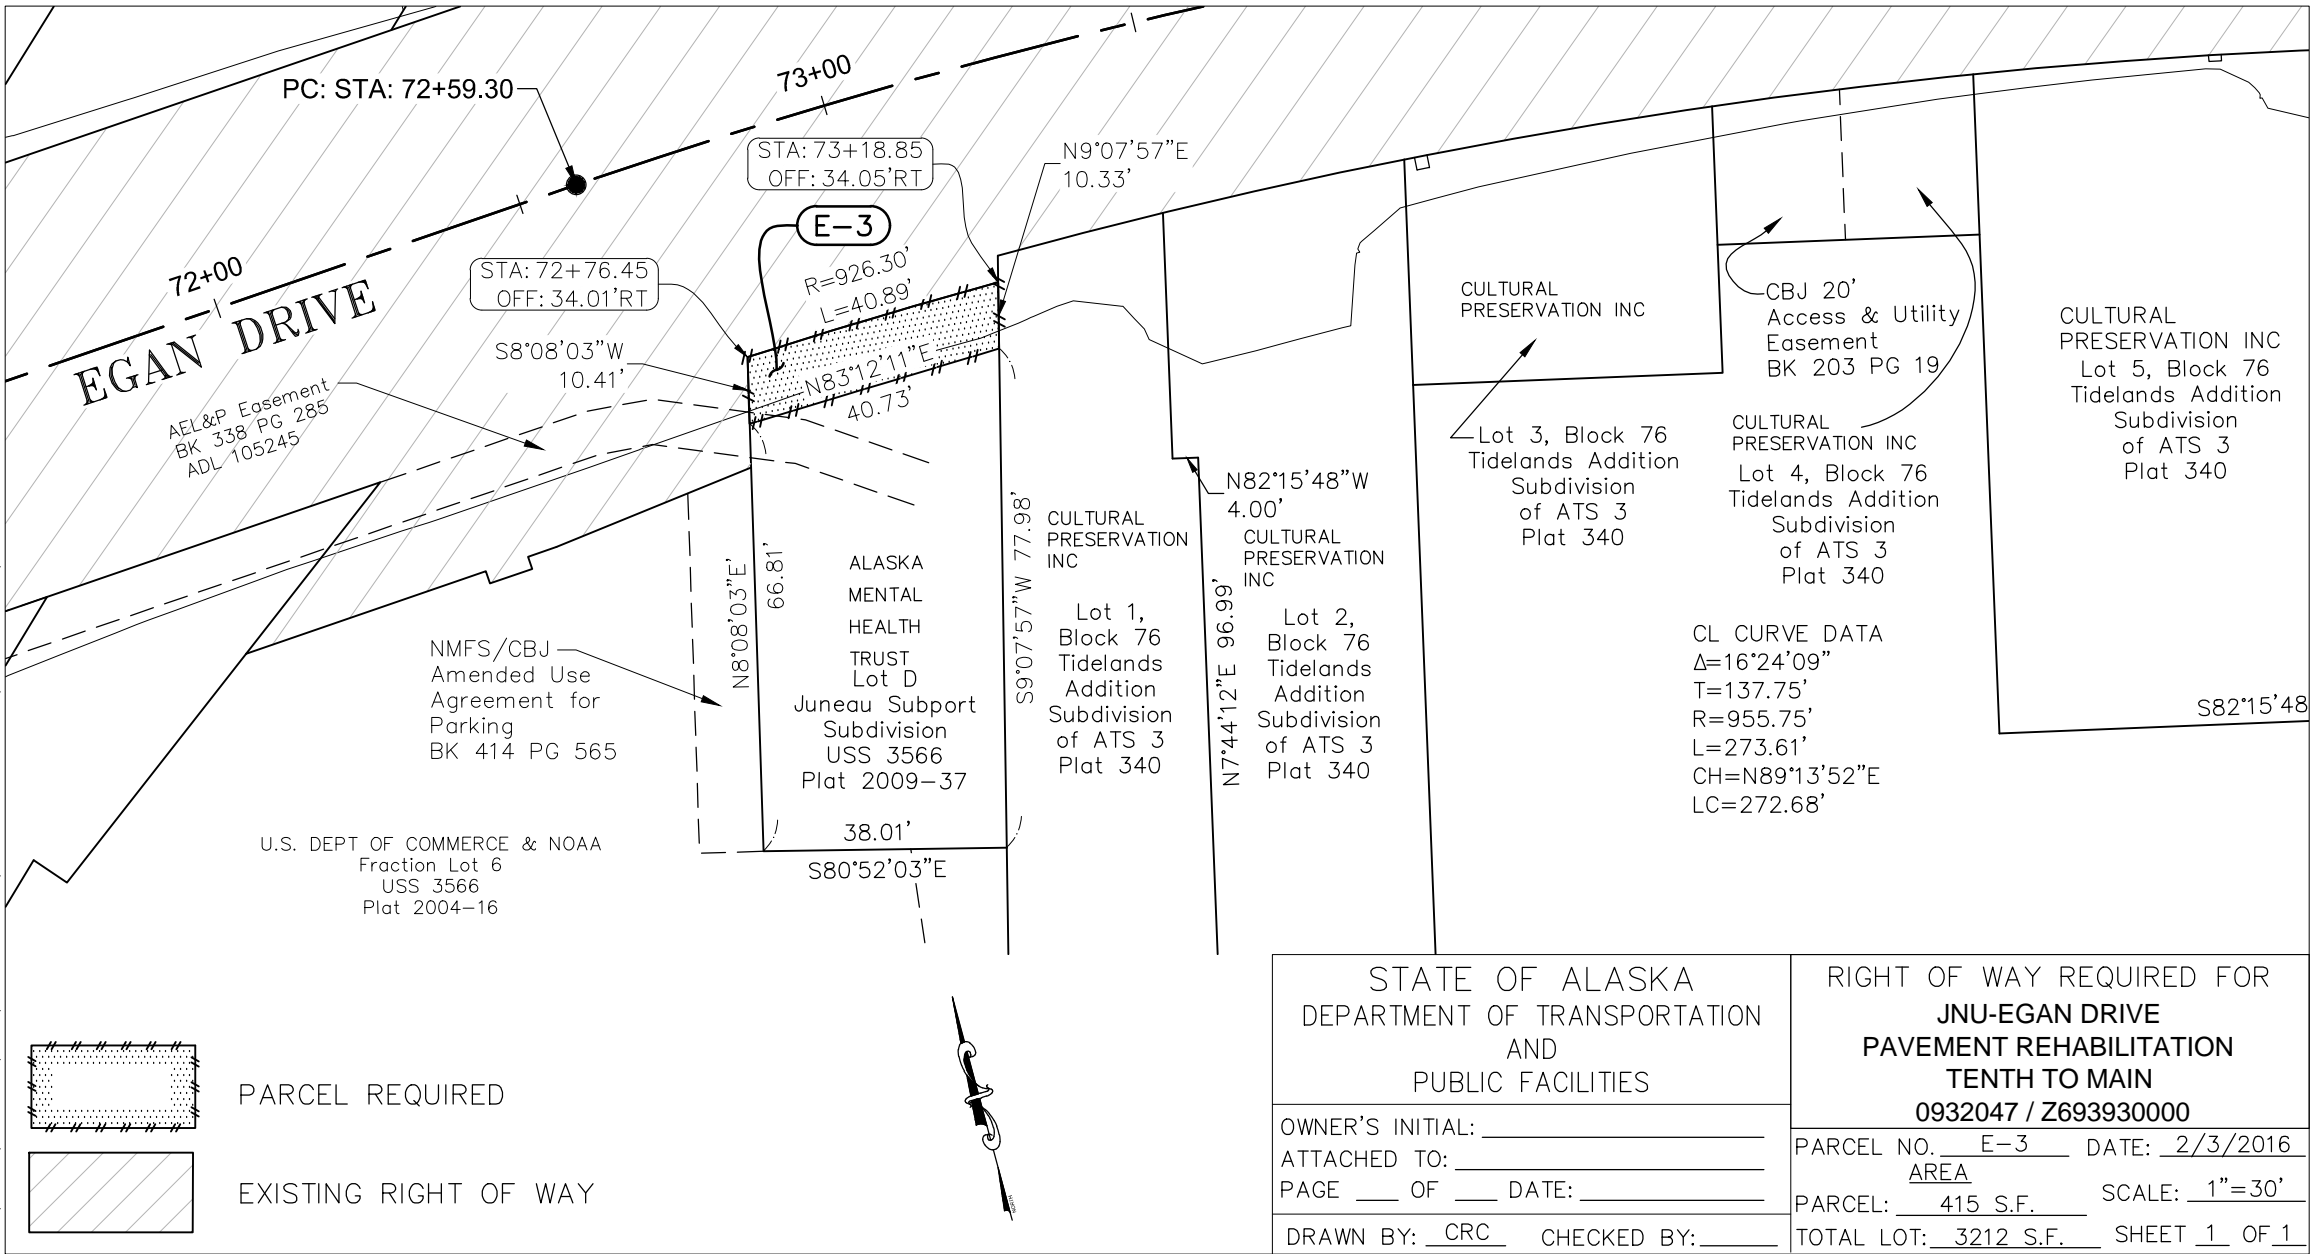 PC: STA: 72+59.30
73+00
STA: 73+18.85
OFF: 34.05'RT
N9°07'57"E
10.33'
E-3
72+00
STA: 72+76.45
OFF: 34.01'RT
R=926.30'
L=40.89'
EGAN DRIVE
S8°08'03"W
10.41'
N83°12'11"E
40.73'
AEL&P Easement
BK 338 PG 285
ADL 105245
CULTURAL
PRESERVATION INC
CBJ 20'
Access & Utility
Easement
BK 203 PG 19
CULTURAL
PRESERVATION INC
Lot 5, Block 76
Tidelands Addition
Subdivision
of ATS 3
Plat 340
Lot 3, Block 76
Tidelands Addition
Subdivision
of ATS 3
Plat 340
CULTURAL
PRESERVATION INC
Lot 4, Block 76
Tidelands Addition
Subdivision
of ATS 3
Plat 340
N82°15'48"W
4.00'
CULTURAL
PRESERVATION
INC
Lot 1,
Block 76
Tidelands
Addition
Subdivision
of ATS 3
Plat 340
CULTURAL
PRESERVATION
INC
Lot 2,
Block 76
Tidelands
Addition
Subdivision
of ATS 3
Plat 340
N8°08'03"E'
66.81'
ALASKA
MENTAL
HEALTH
TRUST
Lot D
Juneau Subport
Subdivision
USS 3566
Plat 2009-37
S9°07'57"W 77.98'
N7°44'12"E 96.99'
NMFS/CBJ
Amended Use
Agreement for
Parking
BK 414 PG 565
CL CURVE DATA
Δ=16°24'09"
T=137.75'
R=955.75'
L=273.61'
CH=N89°13'52"E
LC=272.68'
S82°15'48
38.01'
S80°52'03"E
U.S. DEPT OF COMMERCE & NOAA
Fraction Lot 6
USS 3566
Plat 2004-16
PARCEL REQUIRED
EXISTING RIGHT OF WAY
STATE OF ALASKA
DEPARTMENT OF TRANSPORTATION
AND
PUBLIC FACILITIES
OWNER'S INITIAL:
ATTACHED TO:
PAGE ___ OF ___ DATE:
DRAWN BY: CRC CHECKED BY:
RIGHT OF WAY REQUIRED FOR
JNU-EGAN DRIVE
PAVEMENT REHABILITATION
TENTH TO MAIN
0932047 / Z693930000
PARCEL NO. E-3 DATE: 2/3/2016
AREA
PARCEL: 415 S.F. SCALE: 1"=30'
TOTAL LOT: 3212 S.F. SHEET 1 OF 1